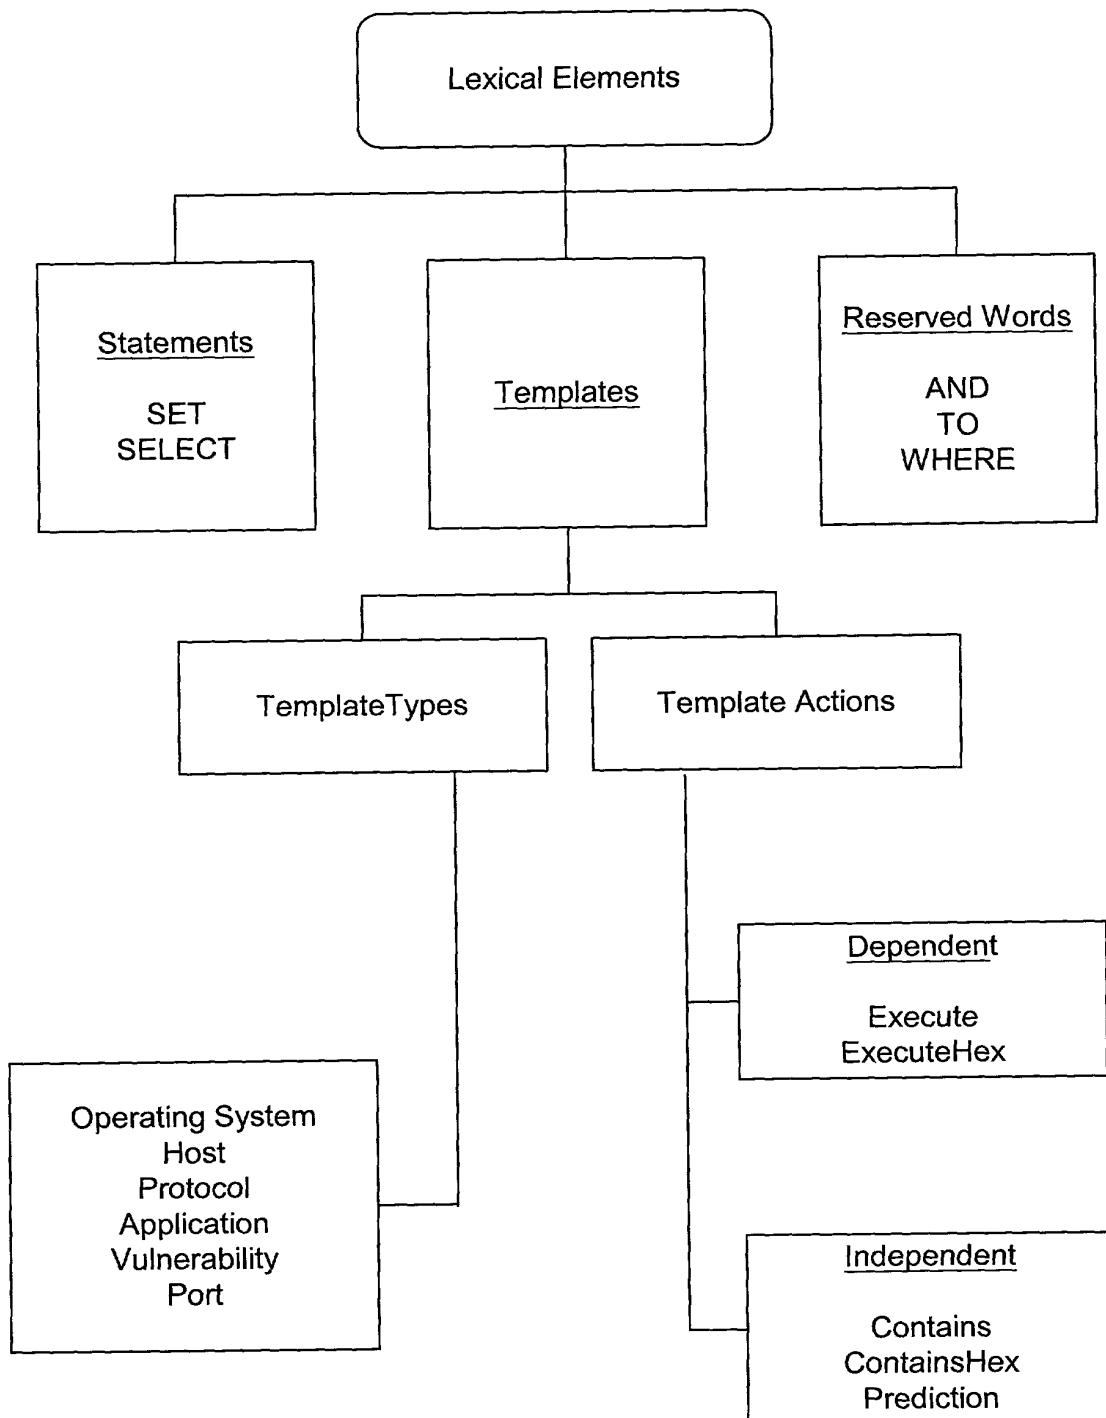 Lexical Elements
Statements
SET
SELECT
Templates
Reserved Words
AND
TO
WHERE
TemplateTypes
Template Actions
Dependent
Execute
ExecuteHex
Operating System
Host
Protocol
Application
Vulnerability
Port
Independent
Contains
ContainsHex
Prediction